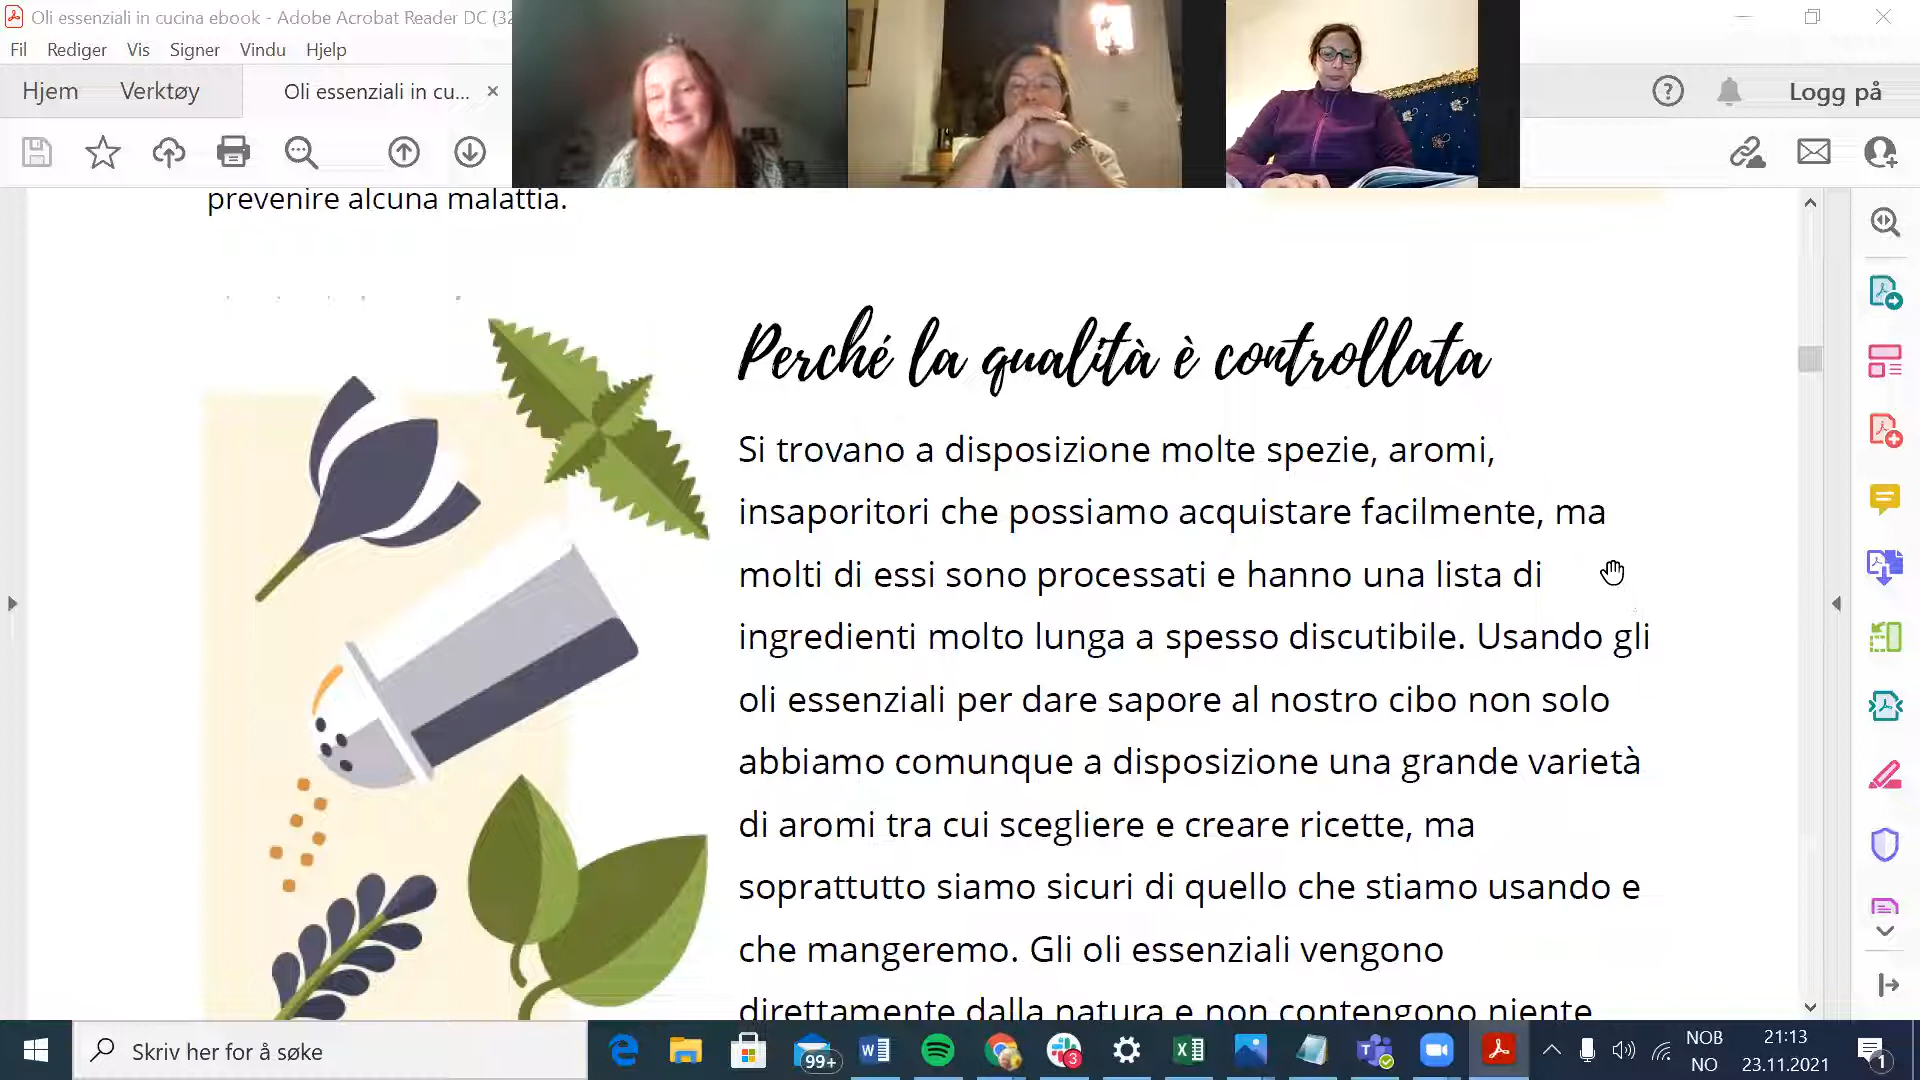 Oli essenziali in cucina ebook - Adobe Acrobat Reader DC (32
Fil Rediger Vis Signer Vindu Hjelp
Hjem Verktøy Oli essenziali in cu... × Logg på
prevenire alcuna malattia.
Perché la qualità è controllata
Si trovano a disposizione molte spezie, aromi,
insaporitori che possiamo acquistare facilmente, ma
molti di essi sono processati e hanno una lista di
ingredienti molto lunga a spesso discutibile. Usando gli
oli essenziali per dare sapore al nostro cibo non solo
abbiamo comunque a disposizione una grande varietà
di aromi tra cui scegliere e creare ricette, ma
soprattutto siamo sicuri di quello che stiamo usando e
che mangeremo. Gli oli essenziali vengono
direttamente dalla natura e non contengono niente
Skriv her for å søke
99+
3
NOB
NO
21:13
23.11.2021
1